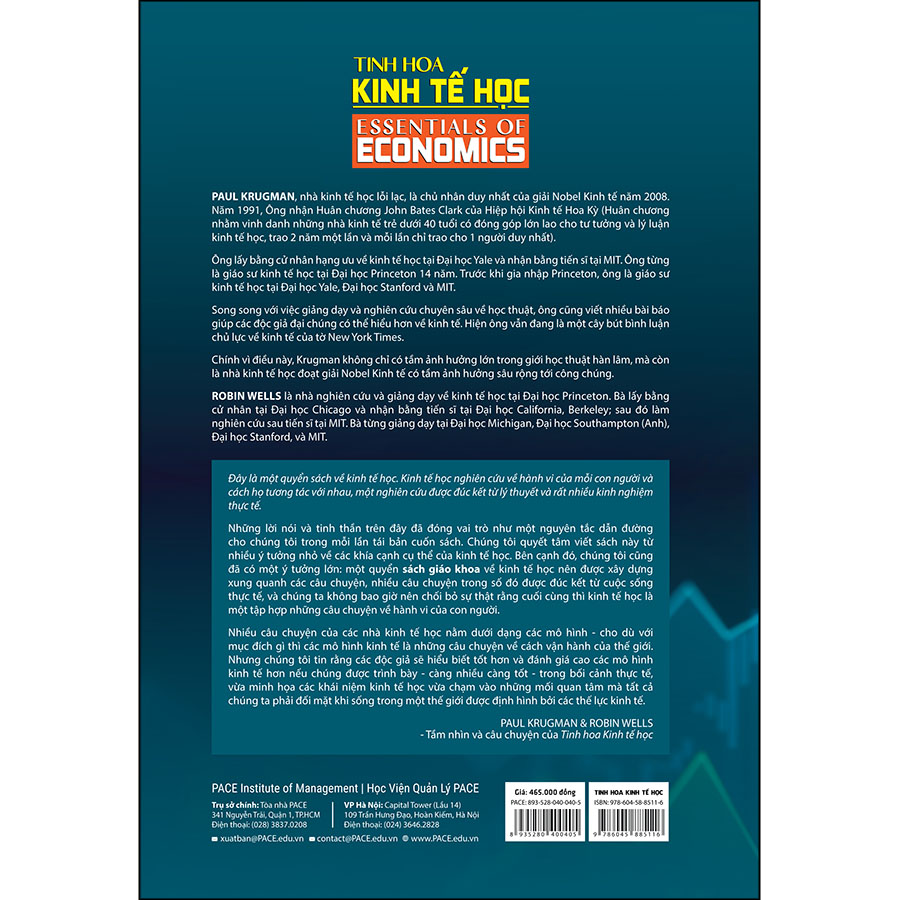 TINH HOA
KINH TẾ HỌC
ESSENTIALS OF
ECONOMICS
PAUL KRUGMAN, nhà kinh tế học lỗi lạc, là chủ nhân duy nhất của giải Nobel Kinh tế năm 2008.
Năm 1991, Ông nhận Huân chương John Bates Clark của Hiệp hội Kinh tế Hoa Kỳ (Huân chương
nhằm vinh danh những nhà kinh tế trẻ dưới 40 tuổi có đóng góp lớn lao cho tư tưởng và lý luận
kinh tế học, trao 2 năm một lần và mỗi lần chỉ trao cho 1 người duy nhất).
Ông lấy bằng cử nhân hạng ưu về kinh tế học tại Đại học Yale và nhận bằng tiến sĩ tại MIT. Ông từng
là giáo sư kinh tế học tại Đại học Princeton 14 năm. Trước khi gia nhập Princeton, ông là giáo sư
kinh tế học tại Đại học Yale, Đại học Stanford và MIT.
Song song với việc giảng dạy và nghiên cứu chuyên sâu về học thuật, ông cũng viết nhiều bài báo
giúp các độc giả đại chúng có thể hiểu hơn về kinh tế. Hiện ông vẫn đang là một cây bút bình luận
chủ lực về kinh tế của tờ New York Times.
Chính vì điều này, Krugman không chỉ có tầm ảnh hưởng lớn trong giới học thuật hàn lâm, mà còn
là nhà kinh tế học đoạt giải Nobel Kinh tế có tầm ảnh hưởng sâu rộng tới công chúng.
ROBIN WELLS là nhà nghiên cứu và giảng dạy về kinh tế học tại Đại học Princeton. Bà lấy bằng
cử nhân tại Đại học Chicago và nhận bằng tiến sĩ tại Đại học California, Berkeley; sau đó làm
nghiên cứu sau tiến sĩ tại MIT. Bà từng giảng dạy tại Đại học Michigan, Đại học Southampton (Anh),
Đại học Stanford, và MIT.
Đây là một quyển sách về kinh tế học. Kinh tế học nghiên cứu về hành vi của mỗi con người và
cách họ tương tác với nhau, một nghiên cứu được đúc kết từ lý thuyết và rất nhiều kinh nghiệm
thực tế.
Những lời nói và tinh thần trên đây đã đóng vai trò như một nguyên tắc dẫn đường
cho chúng tôi trong mỗi lần tái bản cuốn sách. Chúng tôi quyết tâm viết sách này từ
nhiều ý tưởng nhỏ về các khía cạnh cụ thể của kinh tế học. Bên cạnh đó, chúng tôi cũng
đã có một ý tưởng lớn: một quyển sách giáo khoa về kinh tế học nên được xây dựng
xung quanh các câu chuyện, nhiều câu chuyện trong số đó được đúc kết từ cuộc sống
thực tế, và chúng ta không bao giờ nên chối bỏ sự thật rằng cuối cùng thì kinh tế học là
một tập hợp những câu chuyện về hành vi của con người.
Nhiều câu chuyện của các nhà kinh tế học nằm dưới dạng các mô hình - cho dù với
mục đích gì thì các mô hình kinh tế là những câu chuyện về cách vận hành của thế giới.
Nhưng chúng tôi tin rằng các độc giả sẽ hiểu biết tốt hơn và đánh giá cao các mô hình
kinh tế hơn nếu chúng được trình bày - càng nhiều càng tốt - trong bối cảnh thực tế,
vừa minh họa các khái niệm kinh tế học vừa chạm vào những mối quan tâm mà tất cả
chúng ta phải đối mặt khi sống trong một thế giới được định hình bởi các thế lực kinh tế.
PAUL KRUGMAN & ROBIN WELLS
- Tầm nhìn và câu chuyện của Tinh hoa Kinh tế học
PACE Institute of Management | Học Viện Quản Lý PACE
Trụ sở chính: Tòa nhà PACE
341 Nguyễn Trãi, Quận 1, TP.HCM
Điện thoại: (028) 3837.0208
VP Hà Nội: Capital Tower (Lầu 14)
109 Trần Hưng Đạo, Hoàn Kiếm, Hà Nội
Điện thoại: (024) 3646.2828
xuatban@PACE.edu.vn contact@PACE.edu.vn www.PACE.edu.vn
Giá: 465.000 đồng
PACE: 893-528-040-040-5
8 935280 400405
TINH HOA KINH TẾ HỌC
ISBN: 978-604-58-8511-6
9 786045 885116